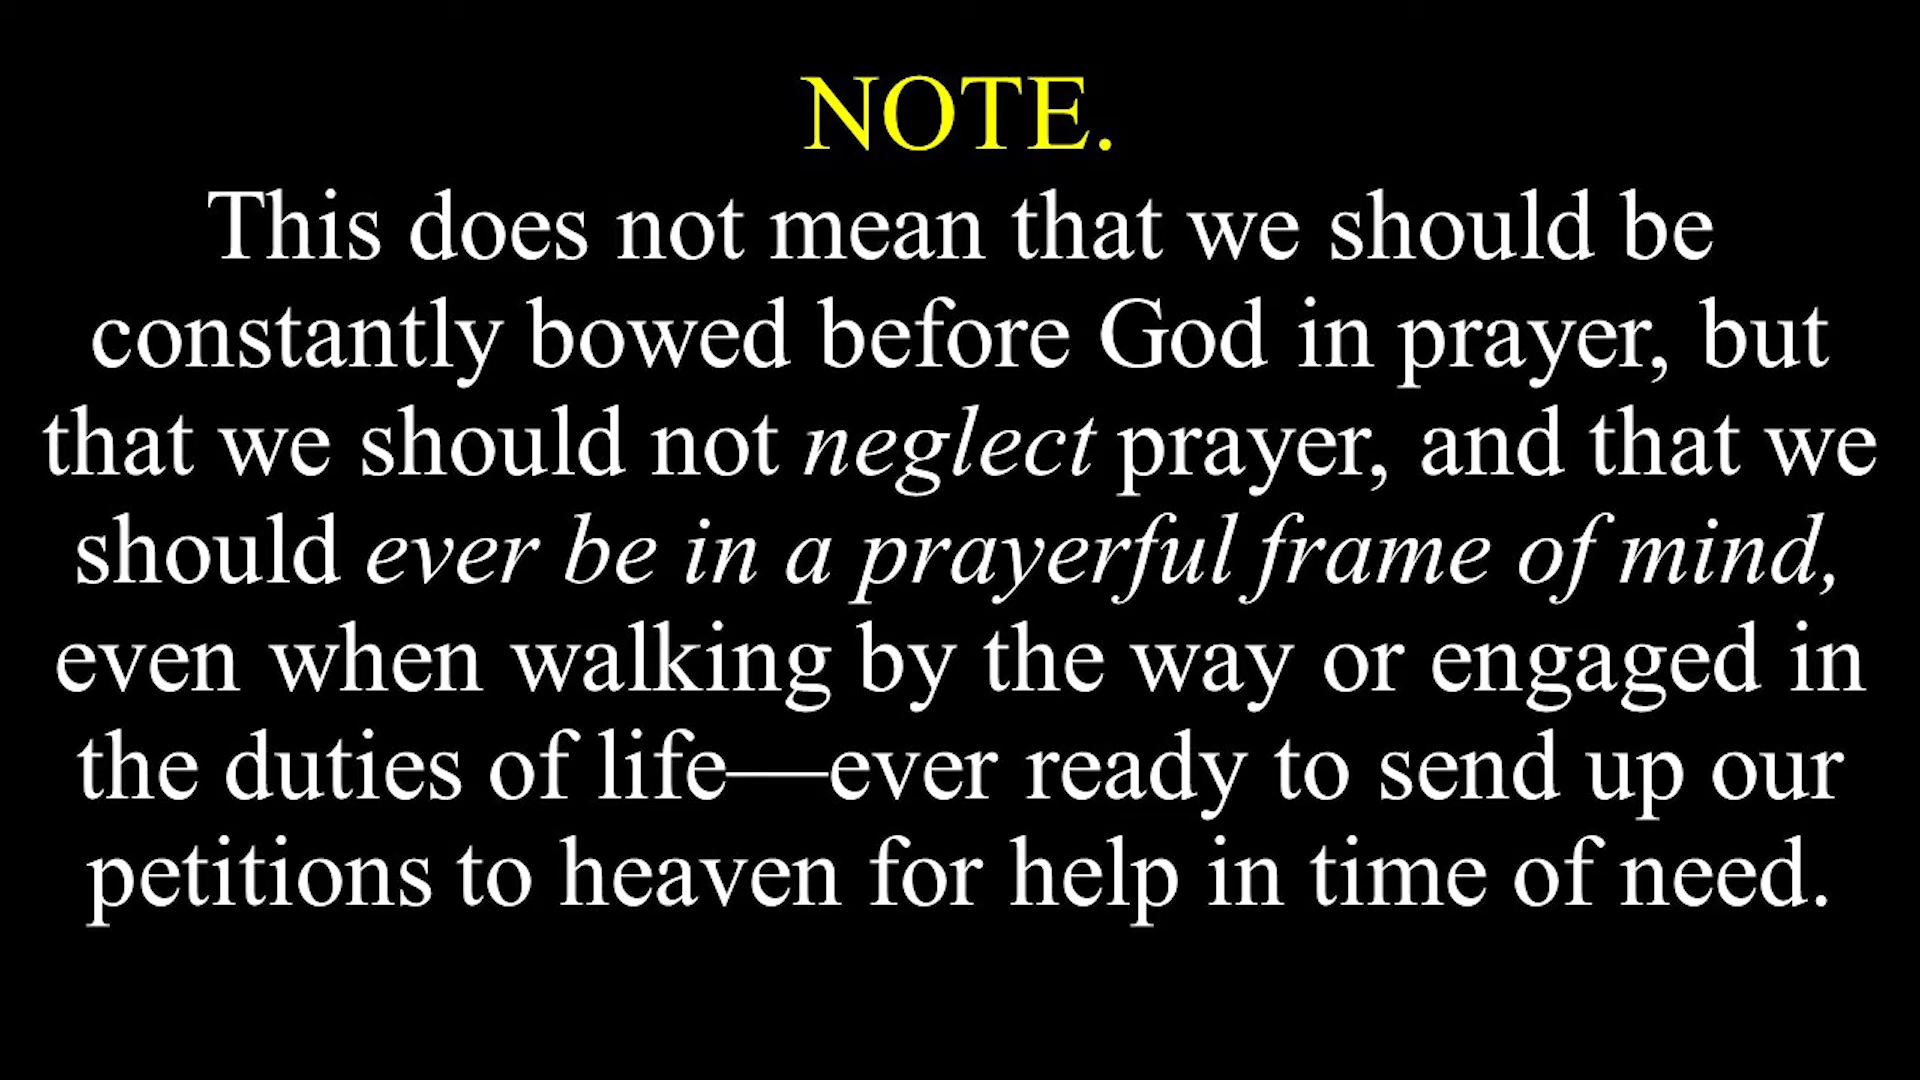 NOTE.
This does not mean that we should be
constantly bowed before God in prayer, but
that we should not neglect prayer, and that we
should ever be in a prayerful frame of mind,
even when walking by the way or engaged in
the duties of life—ever ready to send up our
petitions to heaven for help in time of need.